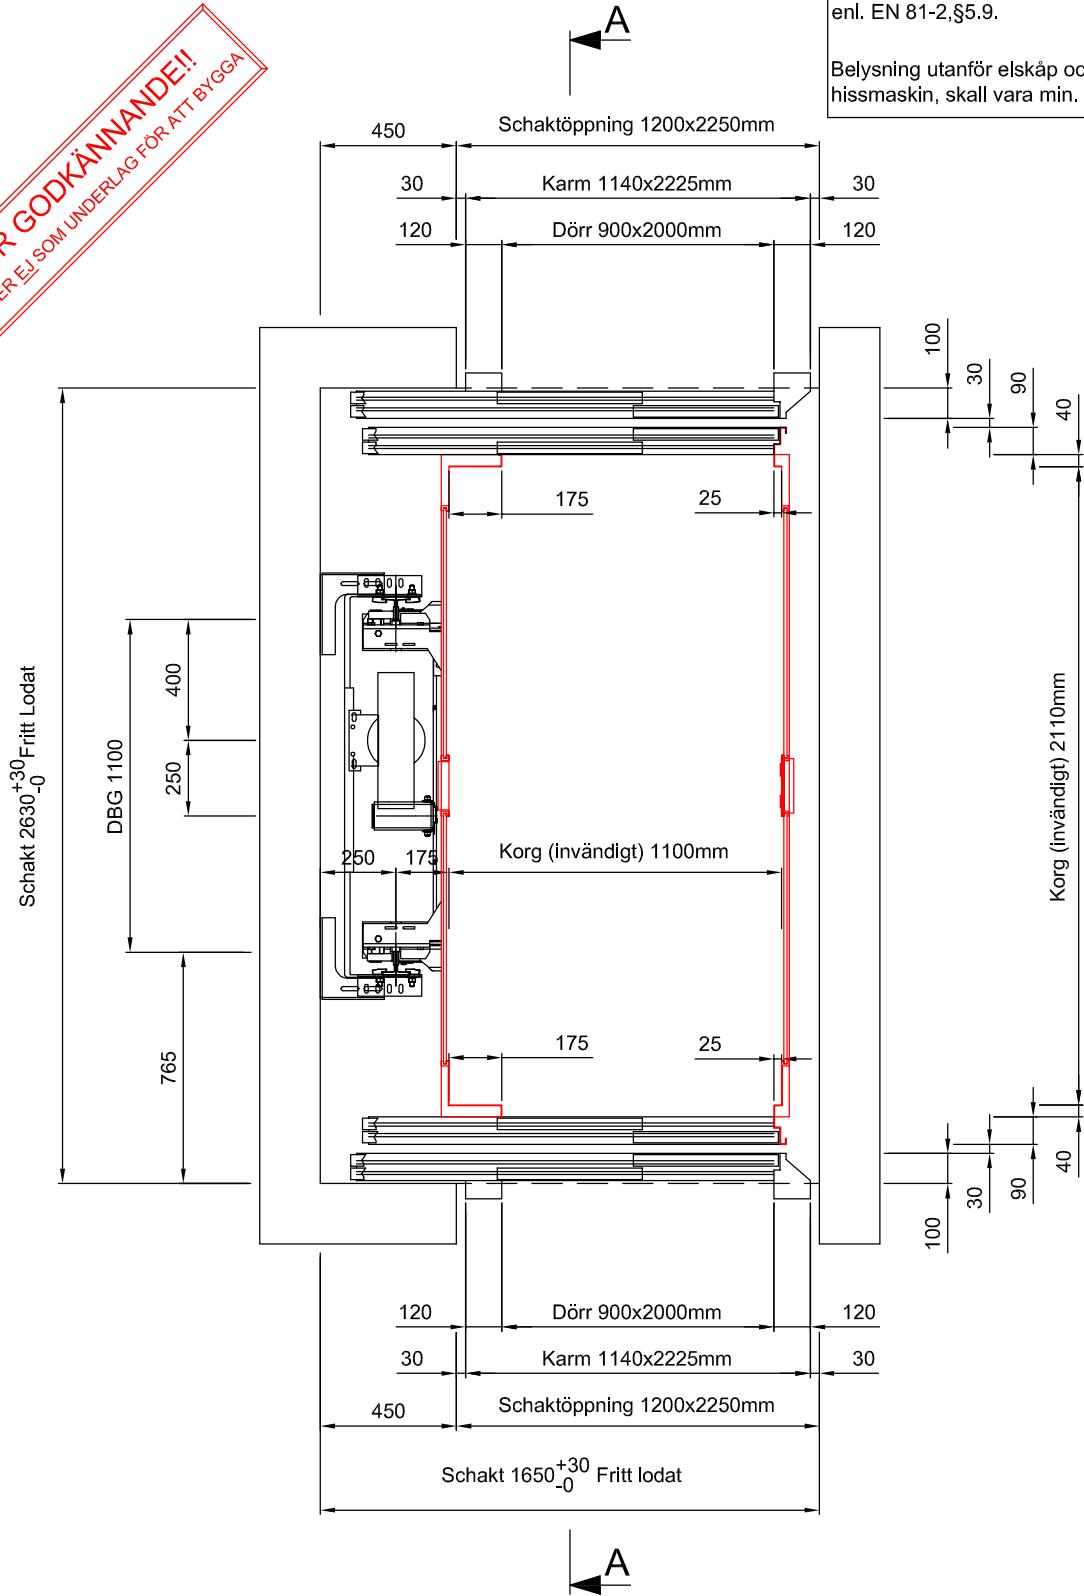 enl. EN 81-2,§5.9.
Belysning utanför elskåp
hissmaskin, skall vara min.
GODKÄNNANDE!!
EJ SOM UNDERLAG FÖR ATT BYGGA
A
450
Schaktöppning 1200x2250mm
30
Karm 1140x2225mm
30
120
Dörr 900x2000mm
120
100
30
90
40
175
25
Schakt 2630 +30 -0 Fritt Lodat
DBG 1100
400
250
765
250
175
Korg (invändigt) 1100mm
Korg (invändigt) 2110mm
175
25
40
90
30
100
120
Dörr 900x2000mm
120
30
Karm 1140x2225mm
30
450
Schaktöppning 1200x2250mm
Schakt 1650 +30 -0 Fritt lodat
A